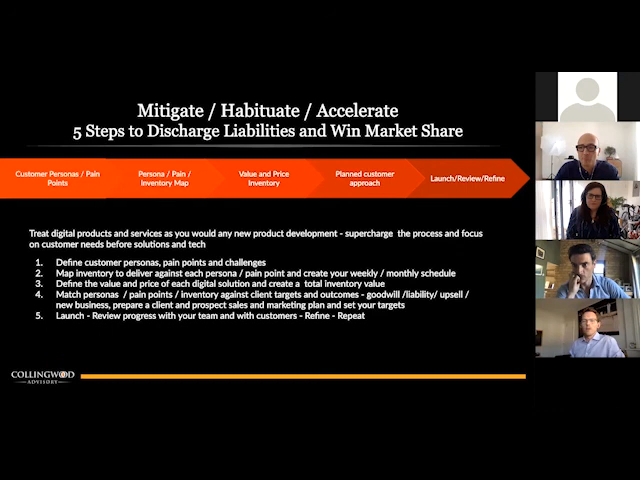 Mitigate / Habituate / Accelerate
5 Steps to Discharge Liabilities and Win Market Share
Customer Personas / Pain
Points
Persona / Pain /
Inventory Map
Value and Price
Inventory
Planned customer
approach
Launch/Review/Refine
Treat digital products and services as you would any new product development - supercharge the process and focus
on customer needs before solutions and tech
1. Define customer personas, pain points and challenges
2. Map inventory to deliver against each persona / pain point and create your weekly / monthly schedule
3. Define the value and price of each digital solution and create a total inventory value
4. Match personas / pain points / inventory against client targets and outcomes - goodwill /liability/ upsell /
new business, prepare a client and prospect sales and marketing plan and set your targets
5. Launch - Review progress with your team and with customers - Refine - Repeat
COLLINGWOOD
ADVISORY